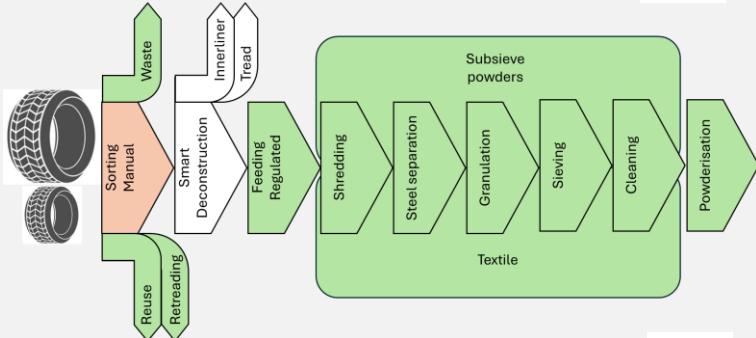 Waste
Innerliner
Tread
Sorting
Manual
Smart
Deconstruction
Feeding
Regulated
Subsieve
powders
Shredding
Steel separation
Granulation
Sieving
Cleaning
Textile
Powderisation
Reuse
Retreading